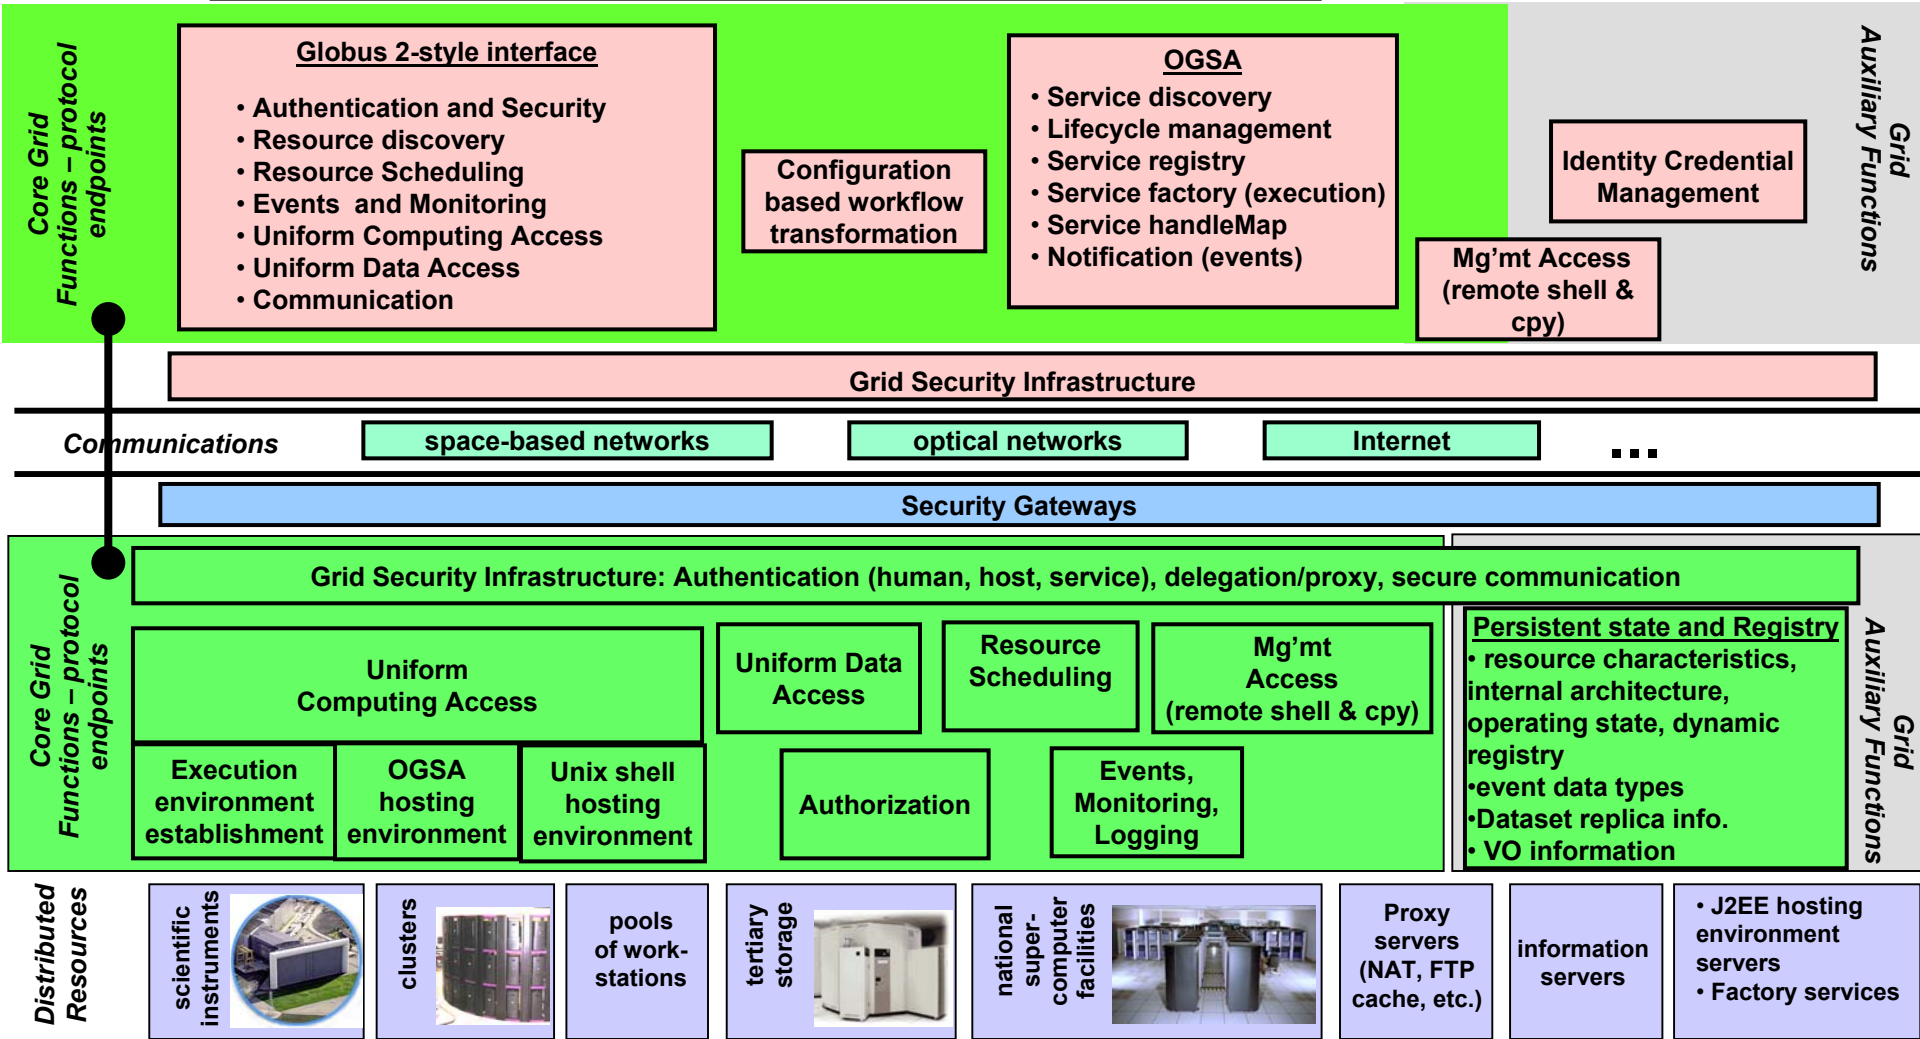 Core Grid
Functions – protocol
endpoints
Globus 2-style interface
• Authentication and Security
• Resource discovery
• Resource Scheduling
• Events and Monitoring
• Uniform Computing Access
• Uniform Data Access
• Communication
Configuration
based workflow
transformation
OGSA
• Service discovery
• Lifecycle management
• Service registry
• Service factory (execution)
• Service handleMap
• Notification (events)
Mg’mt Access
(remote shell &
cpy)
Identity Credential
Management
Grid
Auxiliary Functions
Grid Security Infrastructure
Communications
space-based networks
optical networks
Internet
...
Security Gateways
Core Grid
Functions – protocol
endpoints
Grid Security Infrastructure: Authentication (human, host, service), delegation/proxy, secure communication
Uniform
Computing Access
Uniform Data
Access
Resource
Scheduling
Mg’mt
Access
(remote shell & cpy)
Execution
environment
establishment
OGSA
hosting
environment
Unix shell
hosting
environment
Authorization
Events,
Monitoring,
Logging
Persistent state and Registry
• resource characteristics,
internal architecture,
operating state, dynamic
registry
•event data types
•Dataset replica info.
• VO information
Grid
Auxiliary Functions
Distributed
Resources
scientific
instruments
clusters
pools
of work-
stations
tertiary
storage
national
super-
computer
facilities
Proxy
servers
(NAT, FTP
cache, etc.)
information
servers
• J2EE hosting
environment
servers
• Factory services